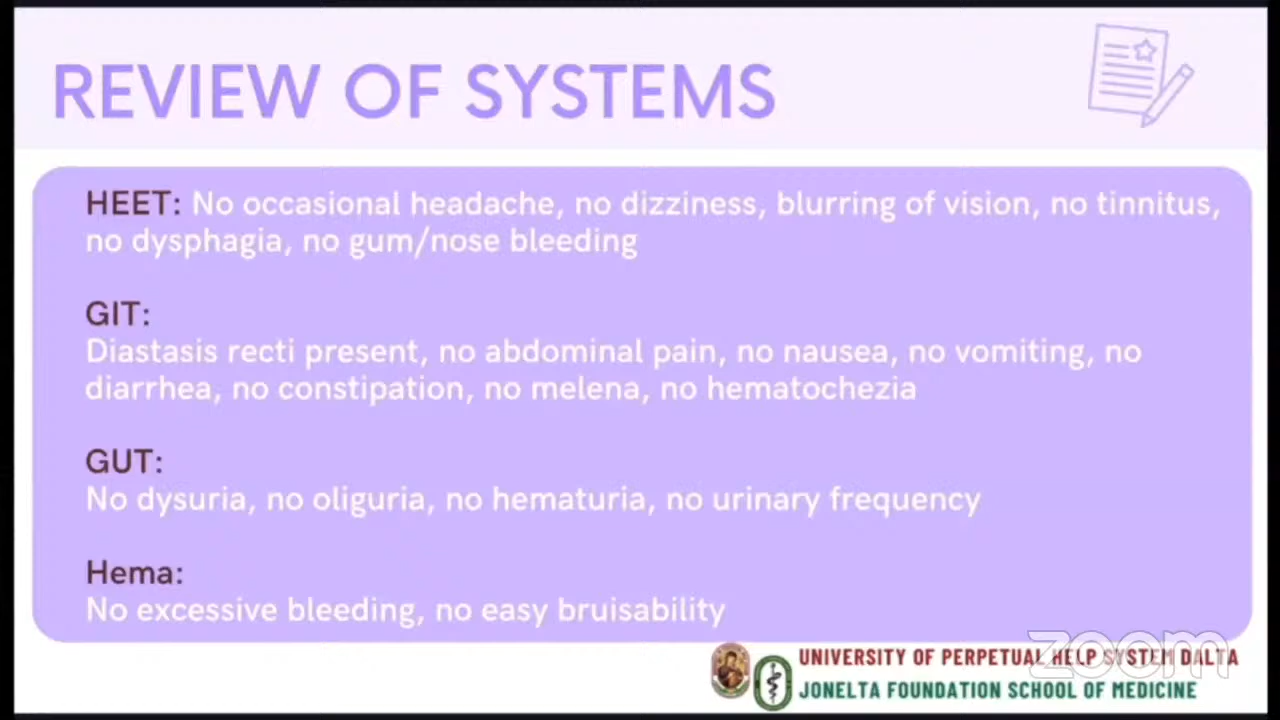 REVIEW OF SYSTEMS
HEET: No occasional headache, no dizziness, blurring of vision, no tinnitus,
no dysphagia, no gum/nose bleeding
GIT:
Diastasis recti present, no abdominal pain, no nausea, no vomiting, no
diarrhea, no constipation, no melena, no hematochezia
GUT:
No dysuria, no oliguria, no hematuria, no urinary frequency
Hema:
No excessive bleeding, no easy bruisability
zoom
UNIVERSITY OF PERPETUAL HELP SYSTEM DALTA
JONELTA FOUNDATION SCHOOL OF MEDICINE